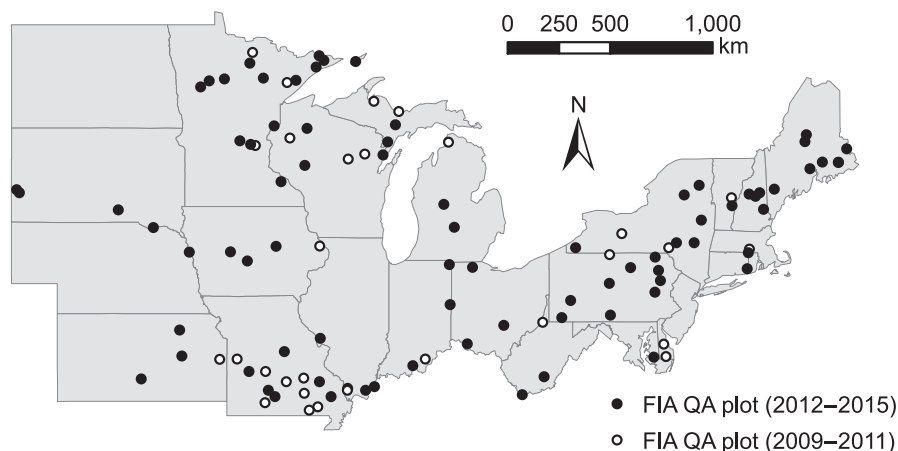 0 250 500 1,000
km
N
FIA QA plot (2012–2015)
FIA QA plot (2009–2011)